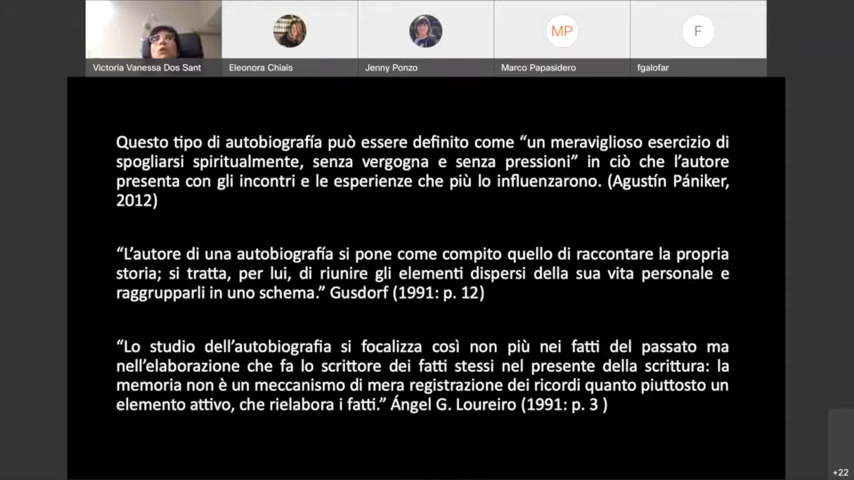 MP
F
Victoria Vanessa Dos Sant
Eleonora Chiais
Jenny Ponzo
Marco Papasidero
fgalofar
Questo tipo di autobiografía può essere definito come “un meraviglioso esercizio di
spogliarsi spiritualmente, senza vergogna e senza pressioni” in ciò che l’autore
presenta con gli incontri e le esperienze che più lo influenzarono. (Agustín Pániker,
2012)
“L’autore di una autobiografía si pone come compito quello di raccontare la propria
storia; si tratta, per lui, di riunire gli elementi dispersi della sua vita personale e
raggrupparli in uno schema.” Gusdorf (1991: p. 12)
“Lo studio dell’autobiografia si focalizza così non più nei fatti del passato ma
nell’elaborazione che fa lo scrittore dei fatti stessi nel presente della scrittura: la
memoria non è un meccanismo di mera registrazione dei ricordi quanto piuttosto un
elemento attivo, che rielabora i fatti.” Ángel G. Loureiro (1991: p. 3 )
+22